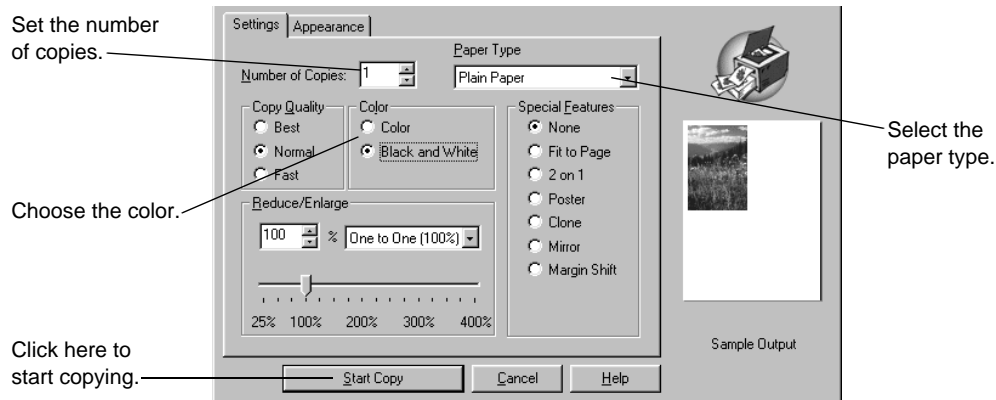 Set the number
of copies.
Settings
Appearance
Paper Type
Number of Copies:
1
Plain Paper
Copy Quality
Best
Normal
Fast
Color
Color
Black and White
Special Features
None
Fit to Page
2 on 1
Poster
Clone
Mirror
Margin Shift
Select the
paper type.
Choose the color.
Reduce/Enlarge
100 % One to One (100%)
25% 100% 200% 300% 400%
Sample Output
Click here to
start copying.
Start Copy
Cancel
Help